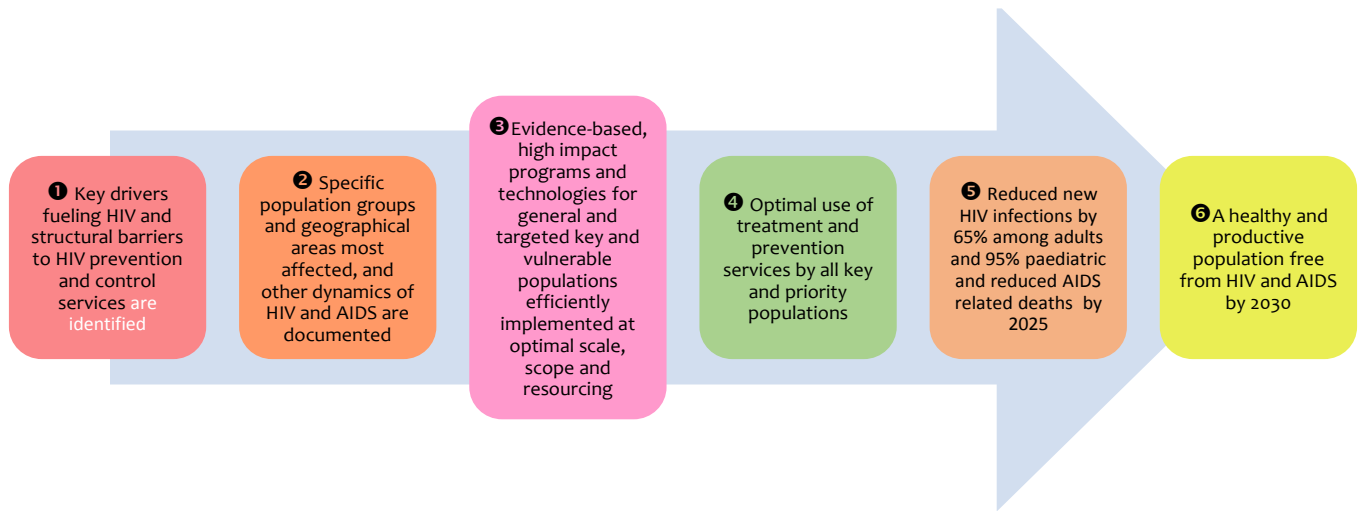 ❶ Key drivers
fueling HIV and
structural barriers
to HIV prevention
and control
services are
identified
❷ Specific
population groups
and geographical
areas most
affected, and
other dynamics of
HIV and AIDS are
documented
❸Evidence-based,
high impact
programs and
technologies for
general and
targeted key and
vulnerable
populations
efficiently
implemented at
optimal scale,
scope and
resourcing
❹ Optimal use of
treatment and
prevention
services by all key
and priority
populations
❺ Reduced new
HIV infections by
65% among adults
and 95% paediatric
and reduced AIDS
related deaths by
2025
❻A healthy and
productive
population free
from HIV and AIDS
by 2030